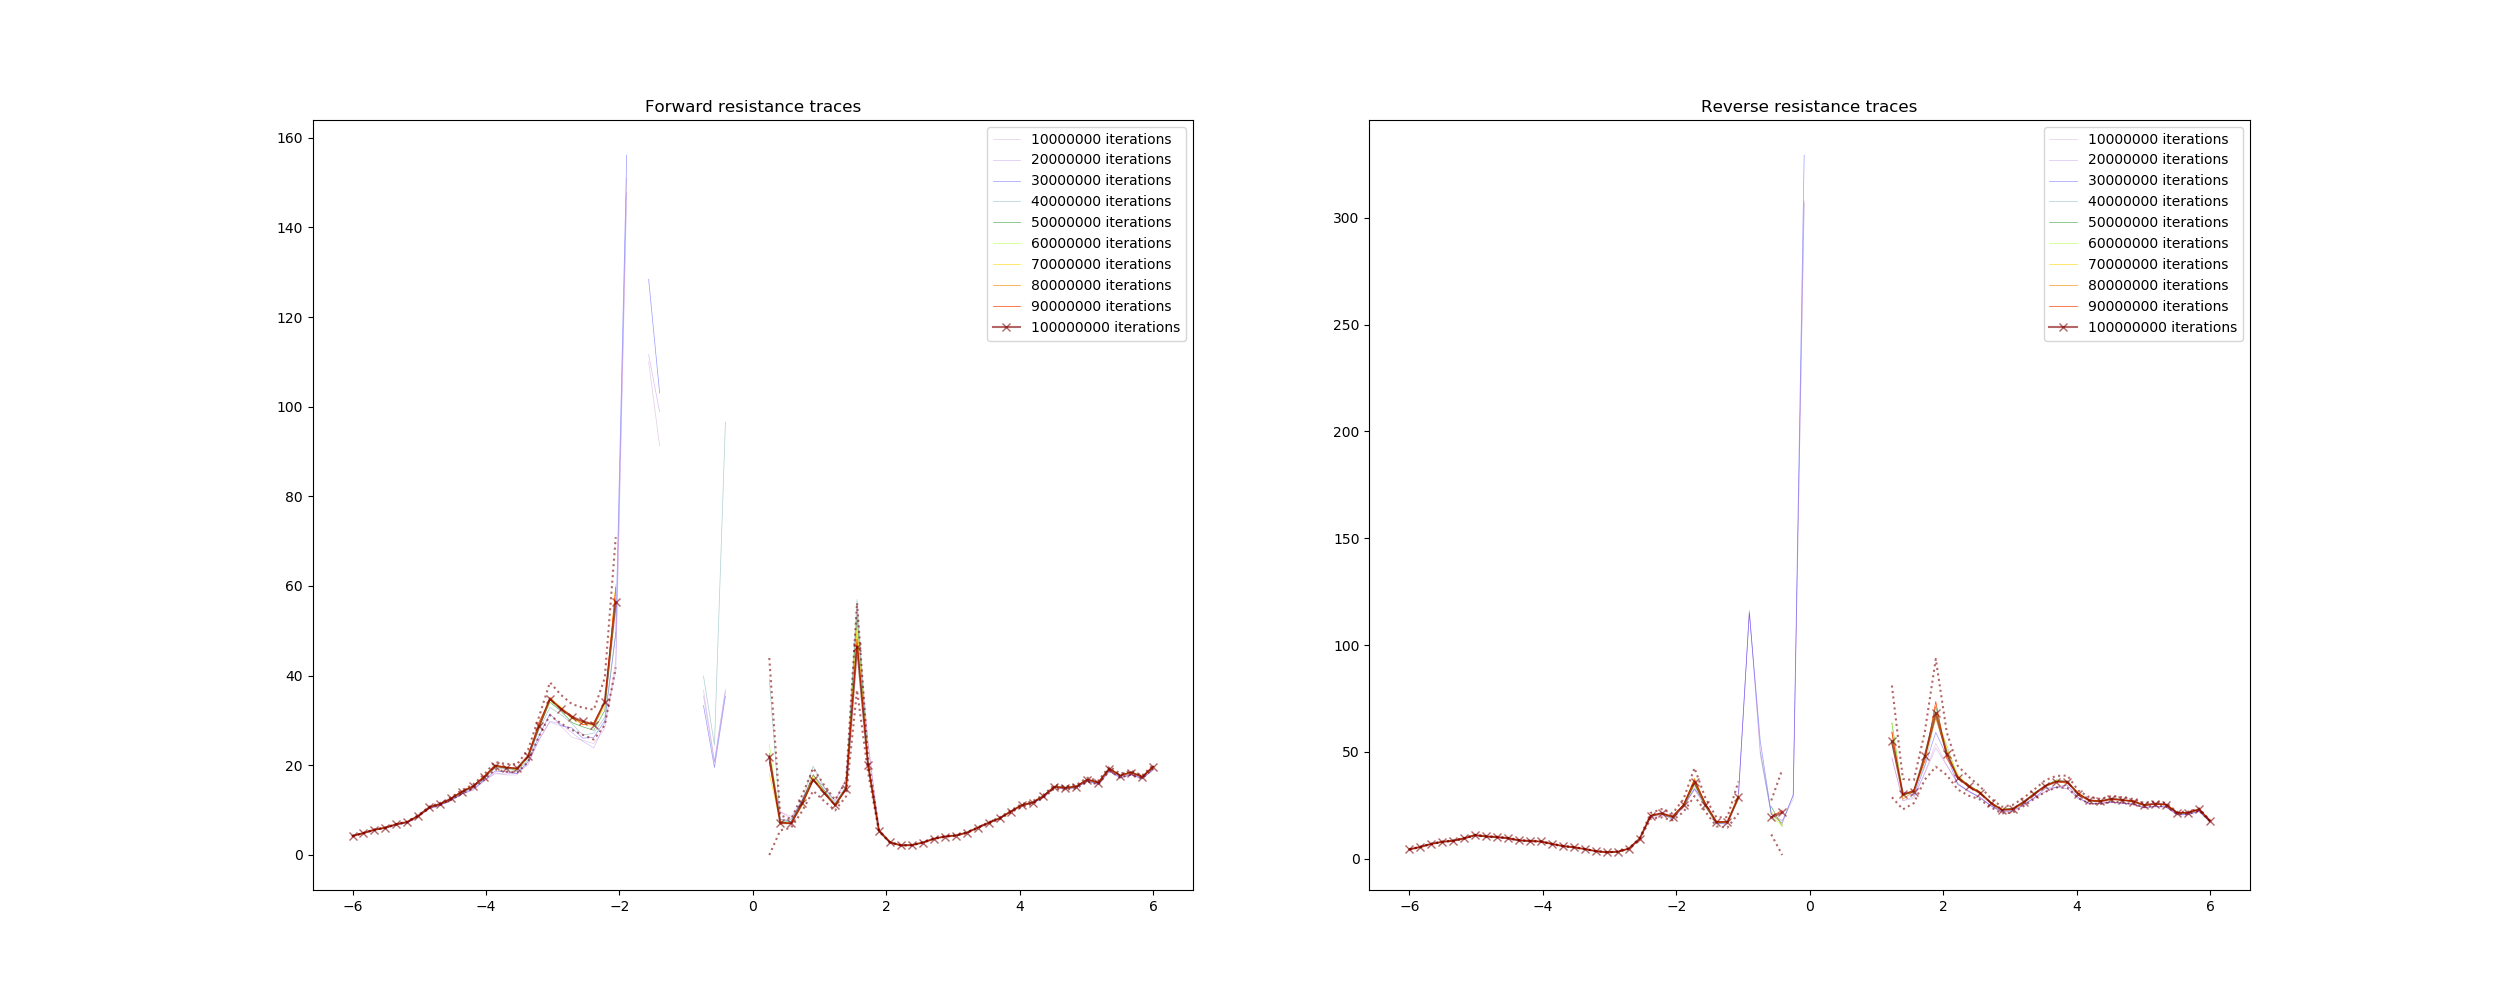 Forward resistance traces
160
140
120
100
80
60
40
20
0
−6
−4
−2
0
2
4
6
10000000 iterations
20000000 iterations
30000000 iterations
40000000 iterations
50000000 iterations
60000000 iterations
70000000 iterations
80000000 iterations
90000000 iterations
100000000 iterations
Reverse resistance traces
300
250
200
150
100
50
0
−6
−4
−2
0
2
4
6
10000000 iterations
20000000 iterations
30000000 iterations
40000000 iterations
50000000 iterations
60000000 iterations
70000000 iterations
80000000 iterations
90000000 iterations
100000000 iterations